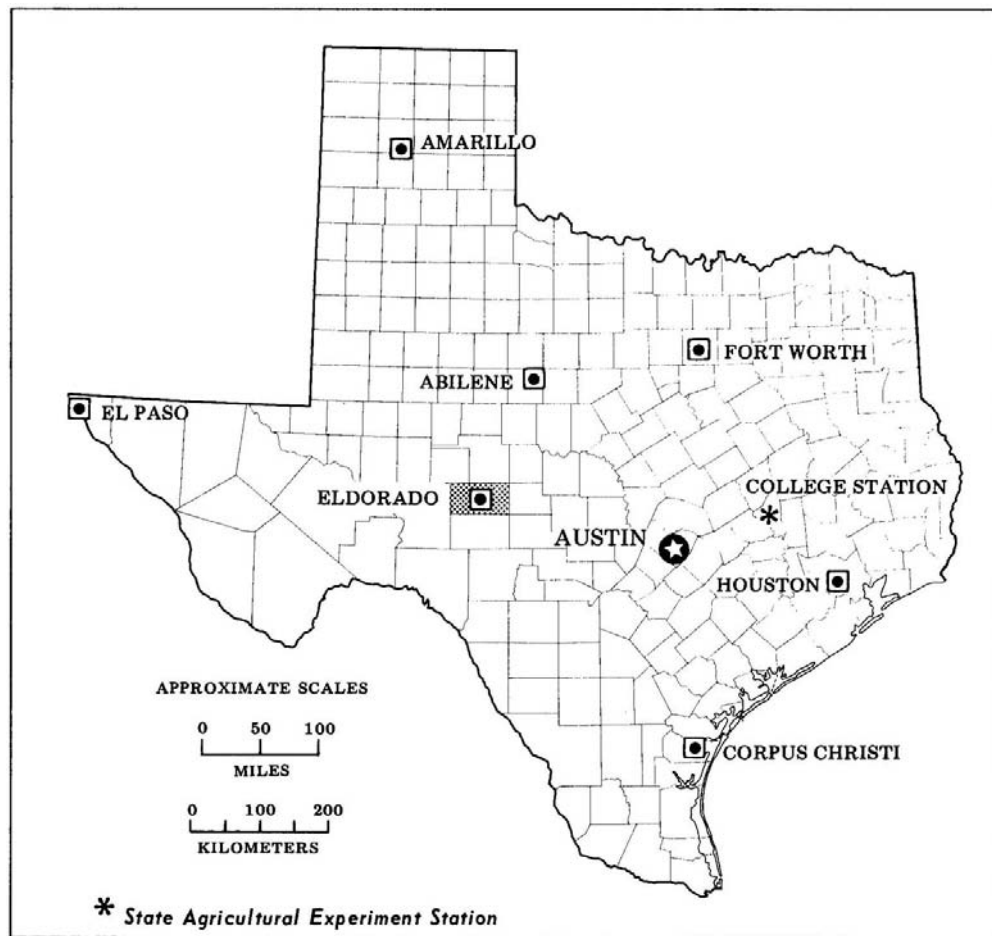 AMARILLO
FORT WORTH
ABILENE
EL PASO
COLLEGE STATION
*
ELDORADO
AUSTIN
HOUSTON
APPROXIMATE SCALES
0 50 100
MILES
CORPUS CHRISTI
0 100 200
KILOMETERS
* State Agricultural Experiment Station